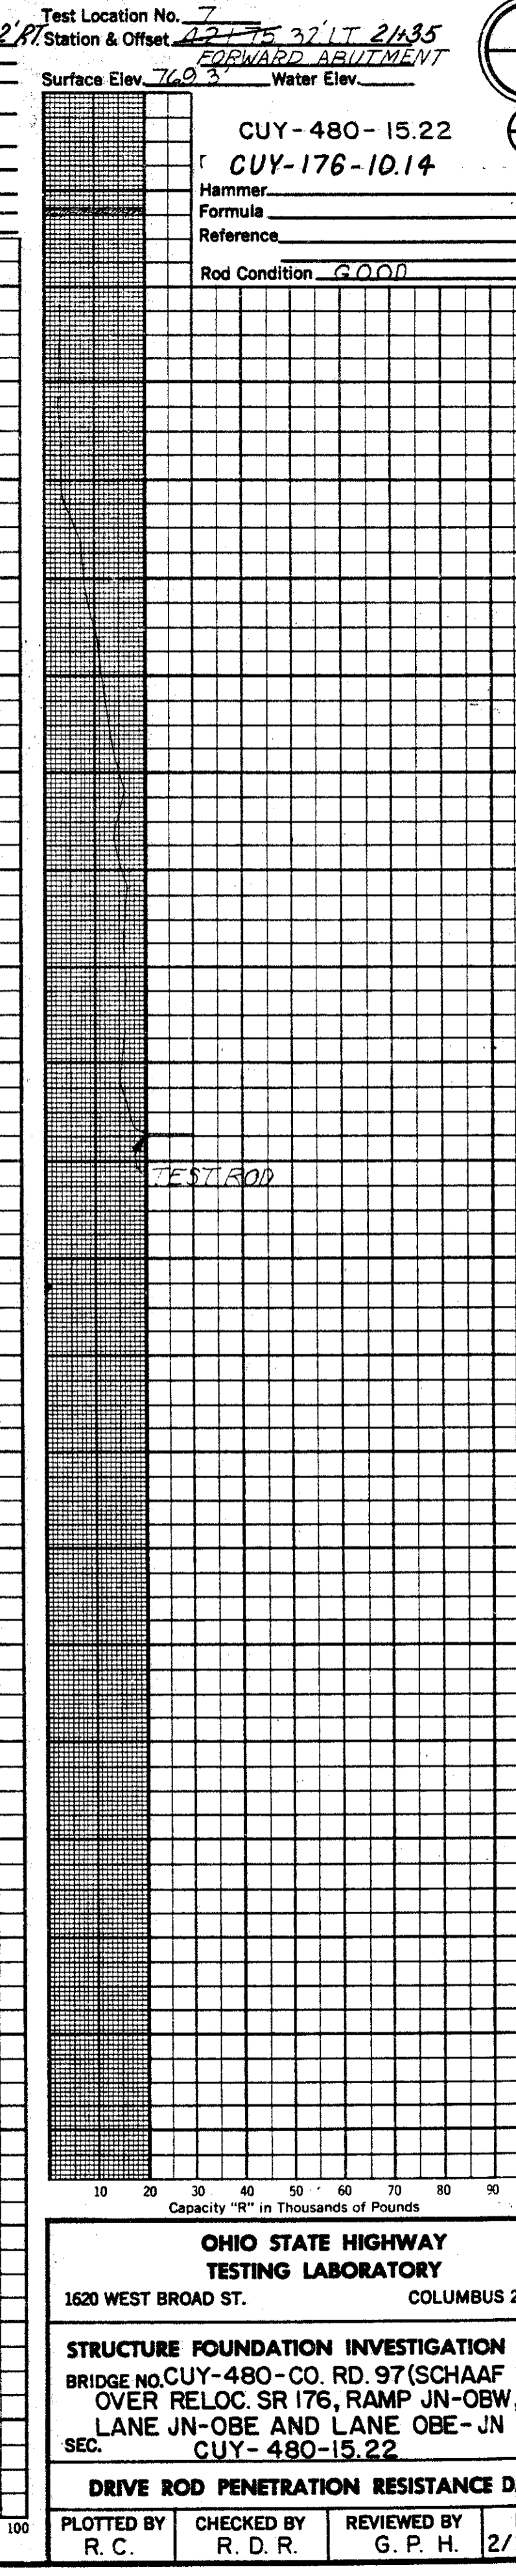 Test Location No. 7
2' RT. Station & Offset 42+75 32' LT 21+35
FORWARD ABUTMENT
Surface Elev. 769.3' Water Elev.
CUY-480-15.22
CUY-176-10.14
Hammer
Formula
Reference
Rod Condition GOOD
TEST ROD
10 20 30 40 50 60 70 80 90
Capacity "R" in Thousands of Pounds
OHIO STATE HIGHWAY
TESTING LABORATORY
1620 WEST BROAD ST. COLUMBUS 2
STRUCTURE FOUNDATION INVESTIGATION
BRIDGE NO. CUY-480-CO. RD. 97 (SCHAAF
OVER RELOC. SR 176, RAMP JN-OBW,
LANE JN-OBE AND LANE OBE-JN
SEC. CUY-480-15.22
DRIVE ROD PENETRATION RESISTANCE D
100
PLOTTED BY CHECKED BY REVIEWED BY
R. C. R. D. R. G. P. H. 2/